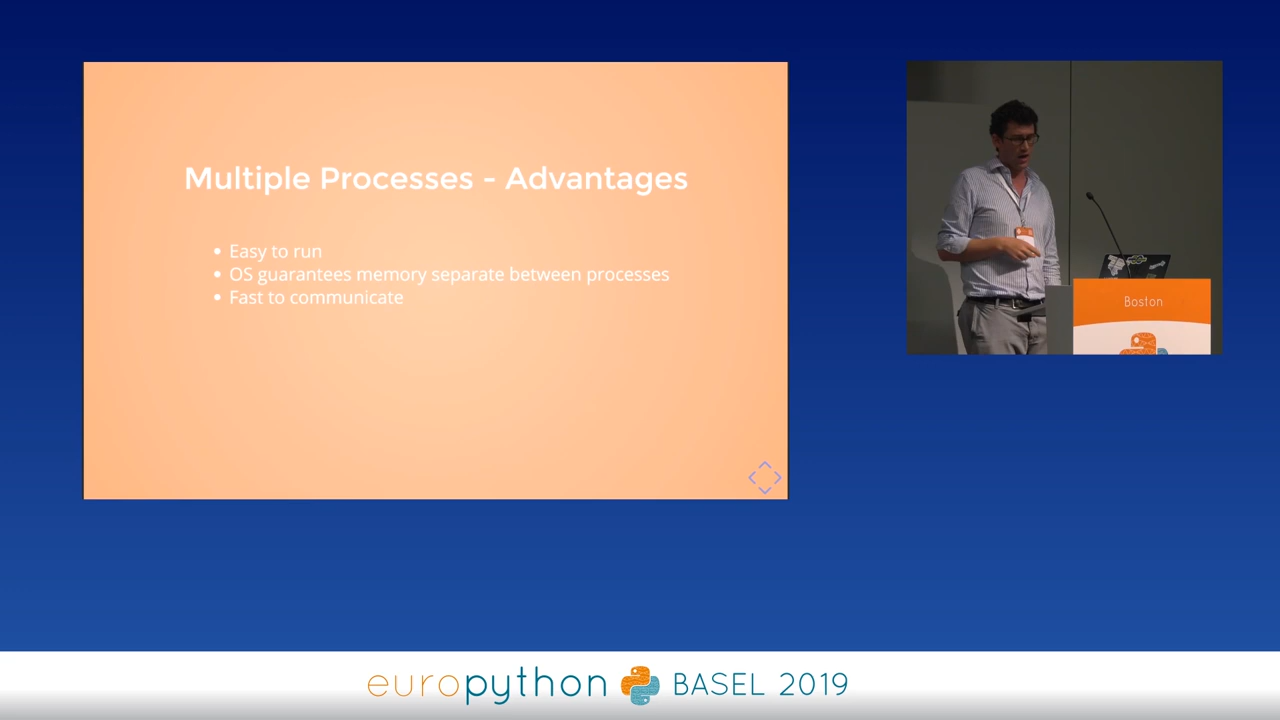 Multiple Processes - Advantages
Easy to run
OS guarantees memory separate between processes
Fast to communicate
Boston
europython BASEL 2019